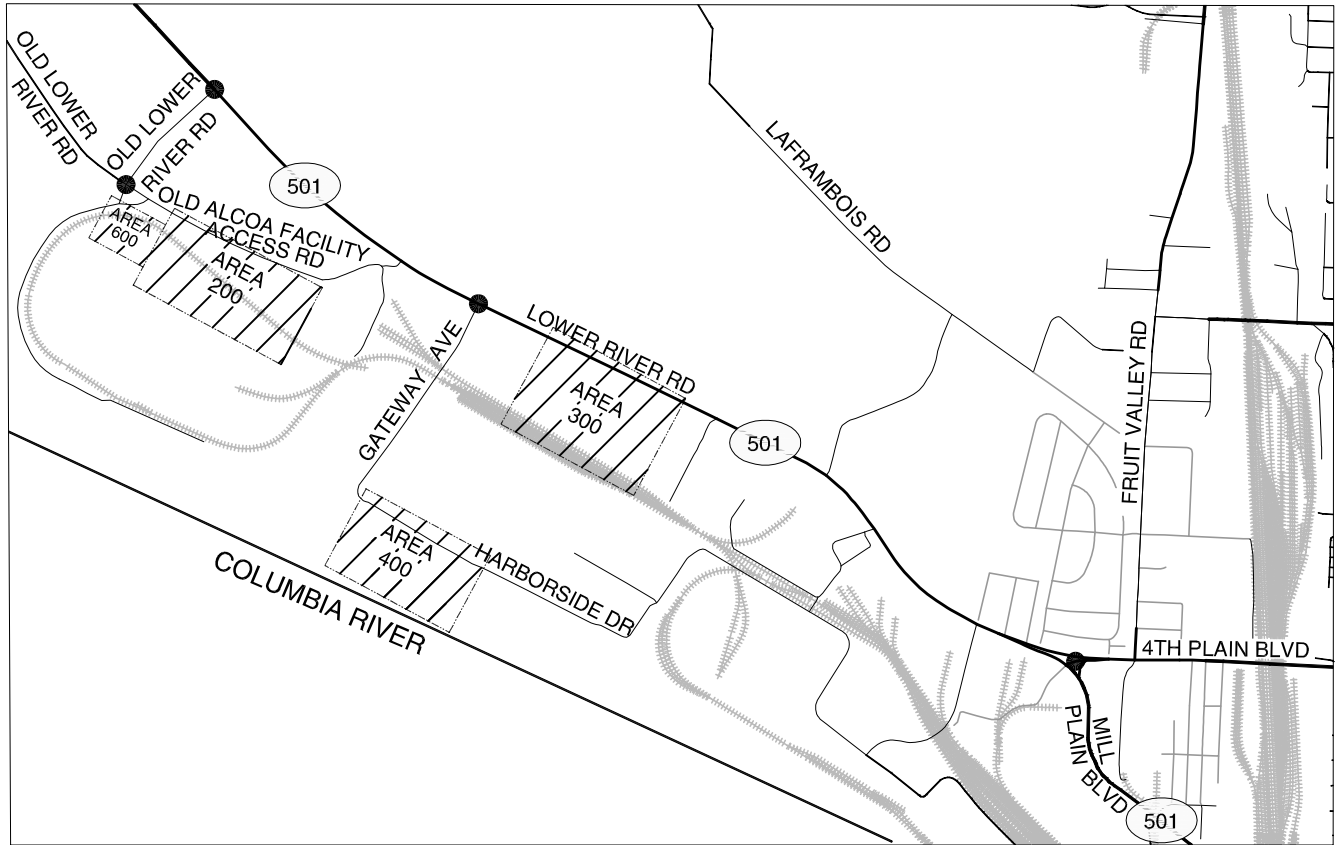 OLD LOWER
RIVER RD
OLD LOWER
RIVER RD
501
LAFRAMBOIS RD
OLD ALCOA FACILITY
ACCESS RD
AREA
600
AREA
200
GATEWAY AVE
LOWER RIVER RD
AREA
300
501
FRUIT VALLEY RD
AREA
400
HARBORSIDE DR
COLUMBIA RIVER
4TH PLAIN BLVD
MILL
PLAIN BLVD
501